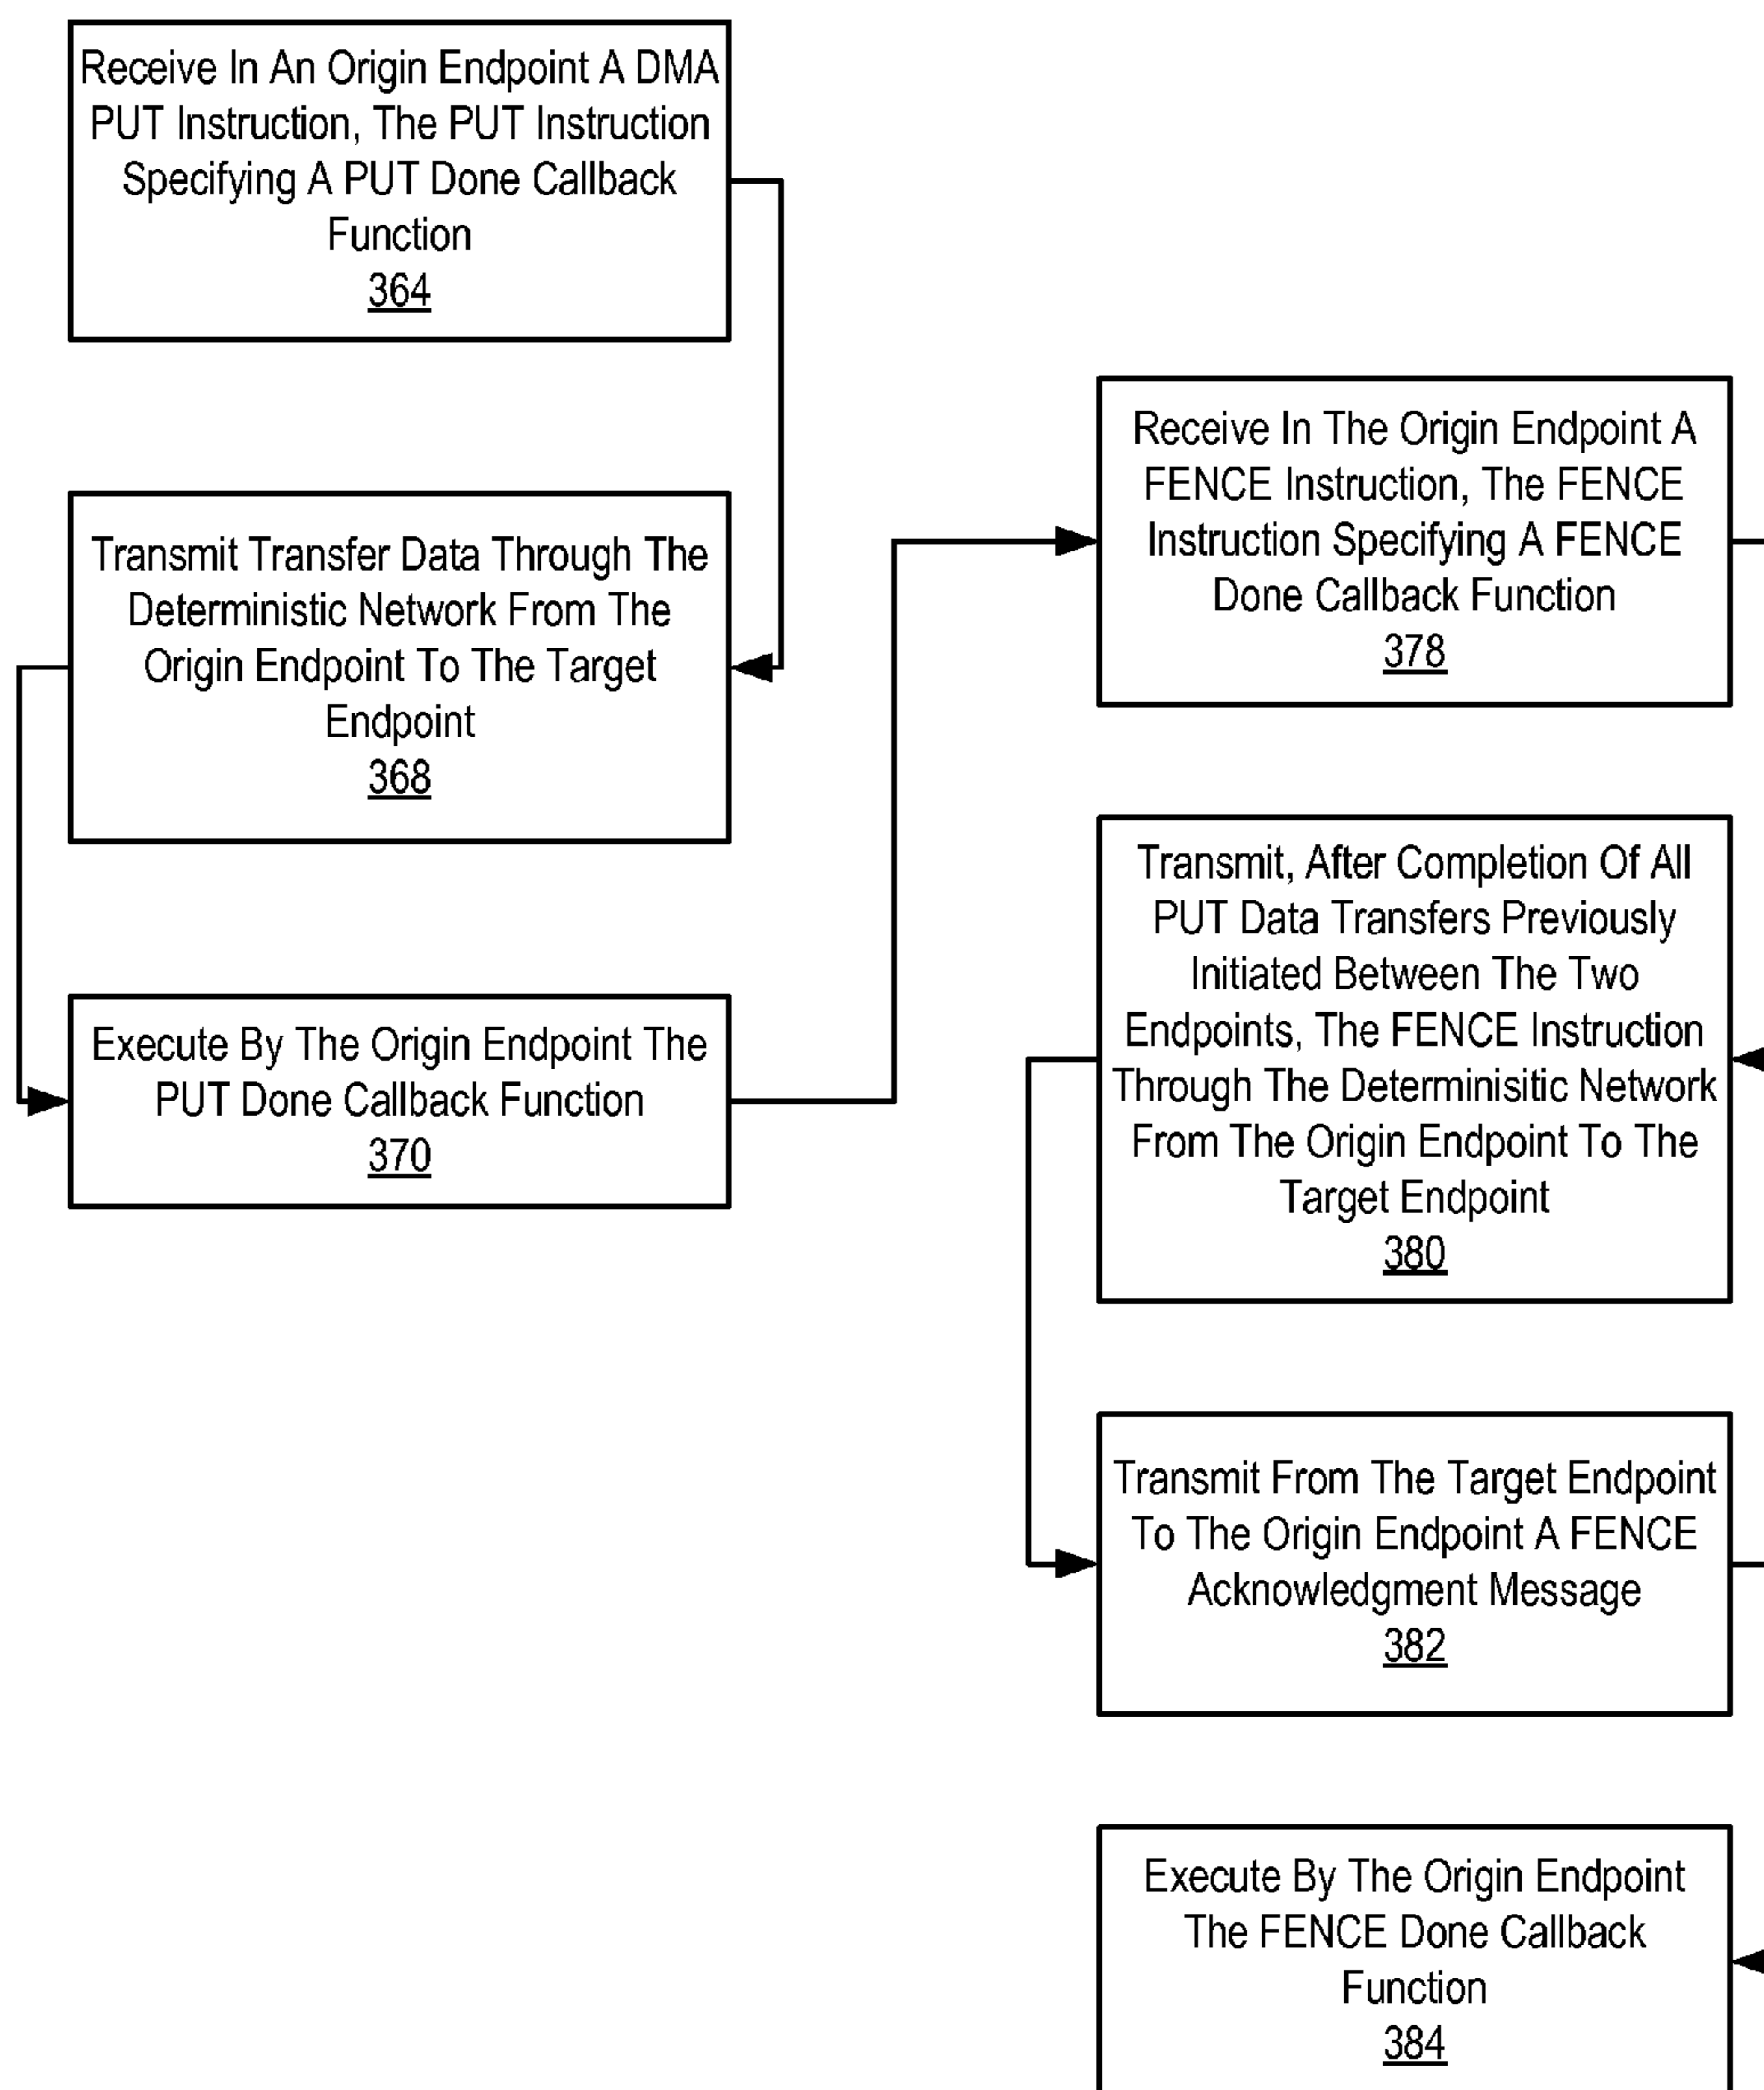 Receive In An Origin Endpoint A DMA
PUT Instruction, The PUT Instruction
Specifying A PUT Done Callback
Function
364
Transmit Transfer Data Through The
Deterministic Network From The
Origin Endpoint To The Target
Endpoint
368
Execute By The Origin Endpoint The
PUT Done Callback Function
370
Receive In The Origin Endpoint A
FENCE Instruction, The FENCE
Instruction Specifying A FENCE
Done Callback Function
378
Transmit, After Completion Of All
PUT Data Transfers Previously
Initiated Between The Two
Endpoints, The FENCE Instruction
Through The Determinisitic Network
From The Origin Endpoint To The
Target Endpoint
380
Transmit From The Target Endpoint
To The Origin Endpoint A FENCE
Acknowledgment Message
382
Execute By The Origin Endpoint
The FENCE Done Callback
Function
384